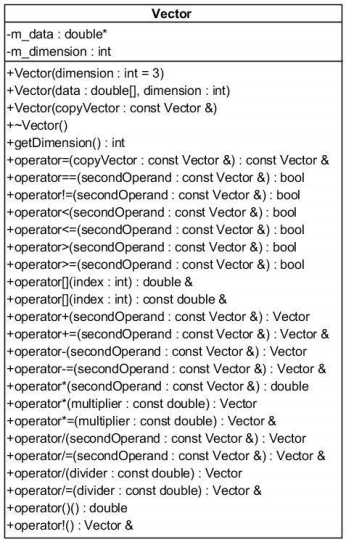 Vector
-m_data : double*
-m_dimension : int
+Vector(dimension : int = 3)
+Vector(data : double[], dimension : int)
+Vector(copyVector : const Vector &)
+~Vector()
+getDimension() : int
+operator=(copyVector : const Vector &) : const Vector &
+operator==(secondOperand : const Vector &) : bool
+operator!=(secondOperand : const Vector &) : bool
+operator<(secondOperand : const Vector &) : bool
+operator<=(secondOperand : const Vector &) : bool
+operator>(secondOperand : const Vector &) : bool
+operator>=(secondOperand : const Vector &) : bool
+operator[](index : int) : double &
+operator[](index : int) : const double &
+operator+(secondOperand : const Vector &) : Vector
+operator+=(secondOperand : const Vector &) : Vector &
+operator-(secondOperand : const Vector &) : Vector
+operator-=(secondOperand : const Vector &) : Vector &
+operator*(secondOperand : const Vector &) : double
+operator*(multiplier : const double) : Vector
+operator*=(multiplier : const double) : Vector &
+operator/(secondOperand : const Vector &) : Vector
+operator/=(secondOperand : const Vector &) : Vector &
+operator/(divider : const double) : Vector
+operator/=(divider : const double) : Vector &
+operator()() : double
+operator!() : Vector &